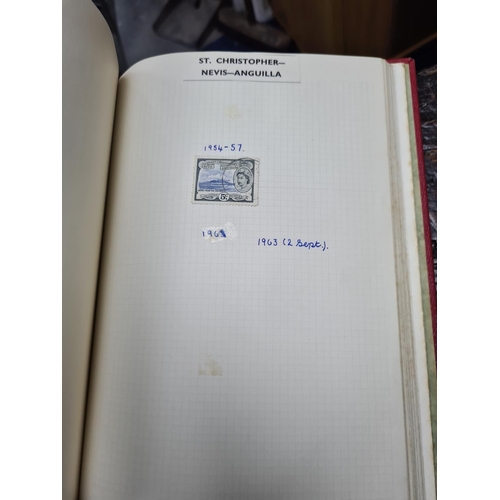 ST. CHRISTOPHER—
NEVIS—ANGUILLA
1954-57.
1963 (2 Sept.).